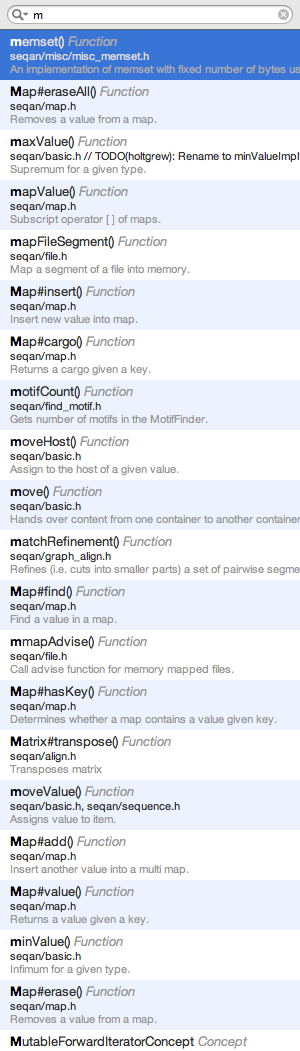 m
memset() Function
seqan/misc/misc_memset.h
An implementation of memset with fixed number of bytes us
Map#eraseAll() Function
seqan/map.h
Removes a value from a map.
maxValue() Function
seqan/basic.h // TODO(holtgrew): Rename to minValueImpl
Supremum for a given type.
mapValue() Function
seqan/map.h
Subscript operator [ ] of maps.
mapFileSegment() Function
seqan/file.h
Map a segment of a file into memory.
Map#insert() Function
seqan/map.h
Insert new value into map.
Map#cargo() Function
seqan/map.h
Returns a cargo given a key.
motifCount() Function
seqan/find_motif.h
Gets number of motifs in the MotifFinder.
moveHost() Function
seqan/basic.h
Assign to the host of a given value.
move() Function
seqan/basic.h
Hands over content from one container to another container
matchRefinement() Function
seqan/graph_align.h
Refines (i.e. cuts into smaller parts) a set of pairwise segme
Map#find() Function
seqan/map.h
Find a value in a map.
mmapAdvise() Function
seqan/file.h
Call advise function for memory mapped files.
Map#hasKey() Function
seqan/map.h
Determines whether a map contains a value given key.
Matrix#transpose() Function
seqan/align.h
Transposes matrix
moveValue() Function
seqan/basic.h, seqan/sequence.h
Assigns value to item.
Map#add() Function
seqan/map.h
Insert another value into a multi map.
Map#value() Function
seqan/map.h
Returns a value given a key.
minValue() Function
seqan/basic.h
Infimum for a given type.
Map#erase() Function
seqan/map.h
Removes a value from a map.
MutableForwardIteratorConcept Concept